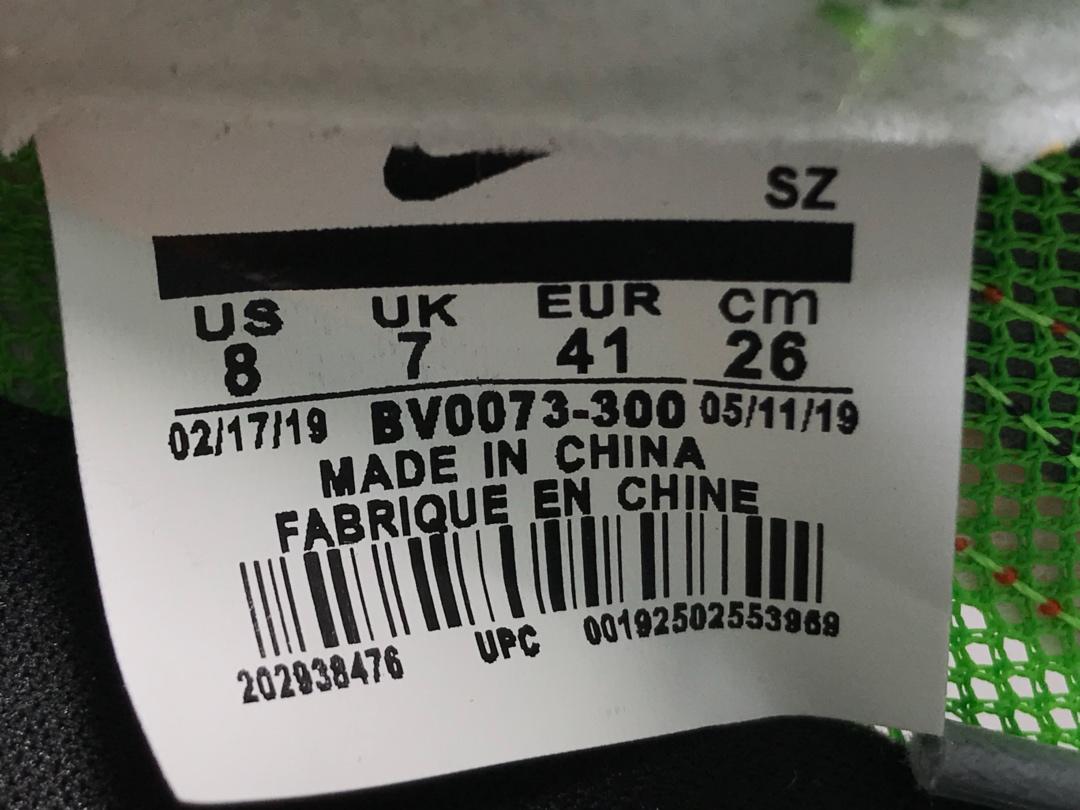 SZ
US UK EUR cm
8 7 41 26
02/17/19 BV0073-300 05/11/19
MADE IN CHINA
FABRIQUE EN CHINE
202938476 UPC 00192502553969